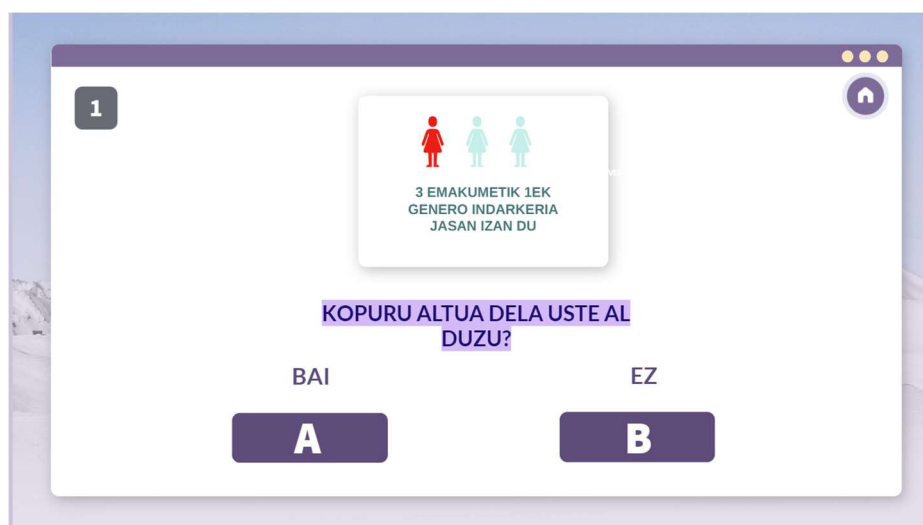 1
3 EMAKUMETIK 1EK
GENERO INDARKERIA
JASAN IZAN DU
KOPURU ALTUA DELA USTE AL
DUZU?
BAI
EZ
A
B